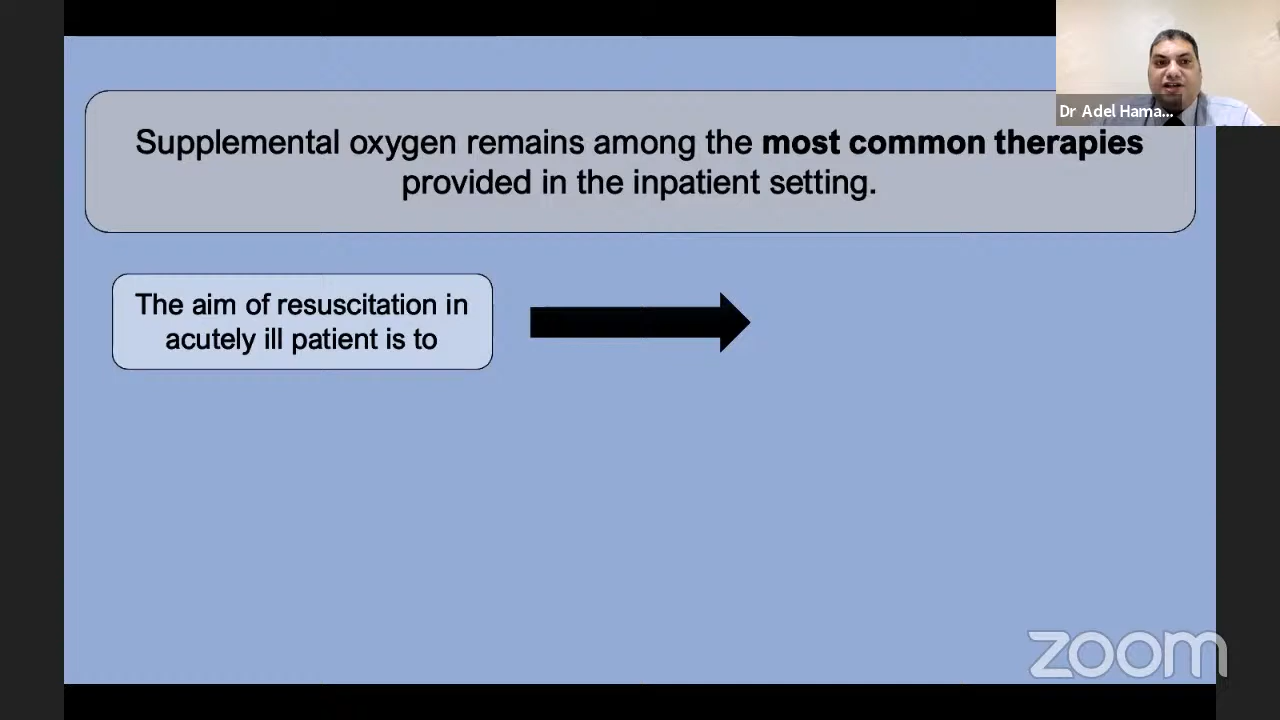 Supplemental oxygen remains among the most common therapies
provided in the inpatient setting.
Dr Adel Hama...
The aim of resuscitation in
acutely ill patient is to
zoom